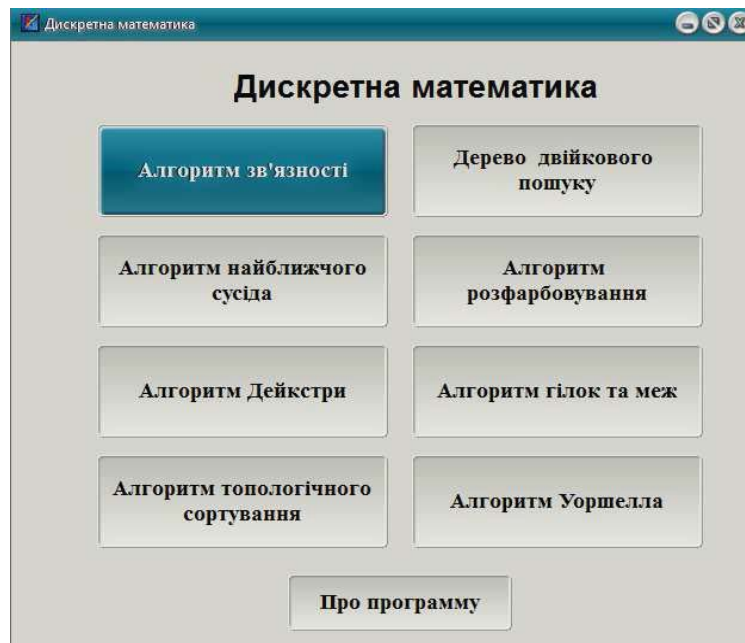 Дискретна математика
Дискретна математика
Алгоритм зв'язності
Дерево двійкового
пошуку
Алгоритм найближчого
сусіда
Алгоритм
розфарбовування
Алгоритм Дейкстри
Алгоритм гілок та меж
Алгоритм топологічного
сортування
Алгоритм Уоршелла
Про программу